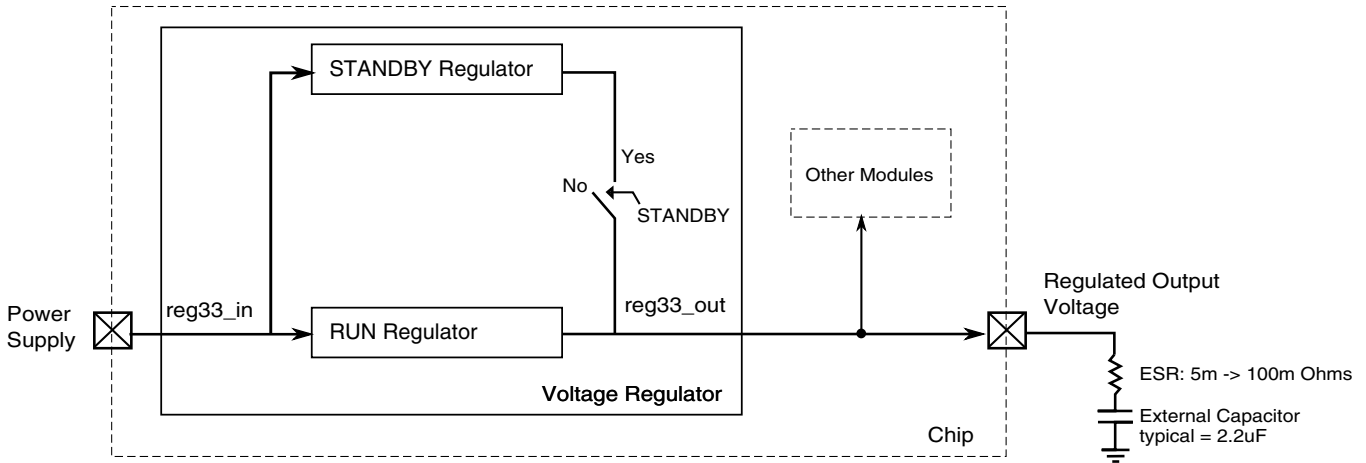 STANDBY Regulator
Yes
No
STANDBY
Other Modules
Power
Supply
reg33_in
RUN Regulator
reg33_out
Regulated Output
Voltage
Voltage Regulator
Chip
ESR: 5m -> 100m Ohms
External Capacitor
typical = 2.2uF